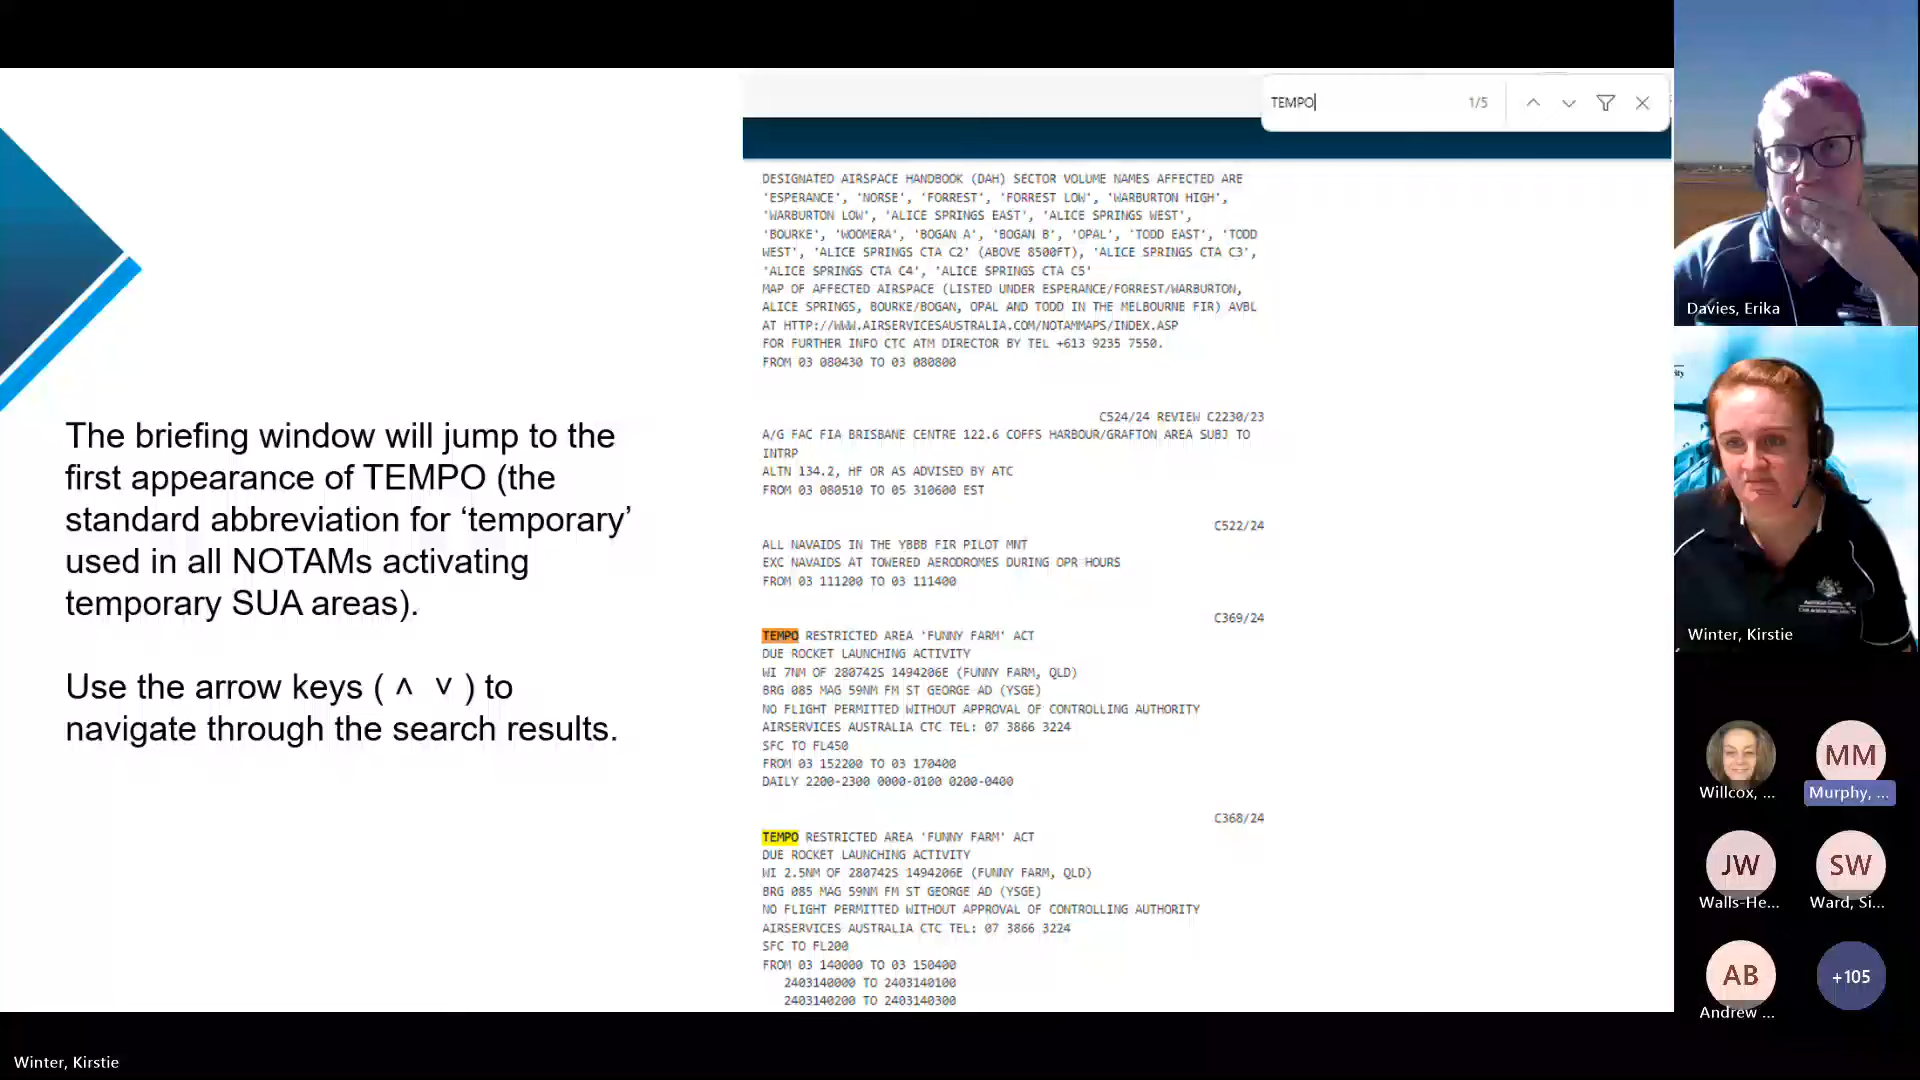 TEMPO 1/5
The briefing window will jump to the
first appearance of TEMPO (the
standard abbreviation for ‘temporary’
used in all NOTAMs activating
temporary SUA areas).
Use the arrow keys ( ˄ ˅ ) to
navigate through the search results.
DESIGNATED AIRSPACE HANDBOOK (DAH) SECTOR VOLUME NAMES AFFECTED ARE
'ESPERANCE', 'NORSE', 'FORREST', 'FORREST LOW', 'WARBURTON HIGH',
'WARBURTON LOW', 'ALICE SPRINGS EAST', 'ALICE SPRINGS WEST',
'BOURKE', 'WOOMERA', 'BOGAN A', 'BOGAN B', 'OPAL', 'TODD EAST', 'TODD
WEST', 'ALICE SPRINGS CTA C2' (ABOVE 8500FT), 'ALICE SPRINGS CTA C3',
'ALICE SPRINGS CTA C4', 'ALICE SPRINGS CTA C5'
MAP OF AFFECTED AIRSPACE (LISTED UNDER ESPERANCE/FORREST/WARBURTON,
ALICE SPRINGS, BOURKE/BOGAN, OPAL AND TODD IN THE MELBOURNE FIR) AVBL
AT HTTP://WWW.AIRSERVICESAUSTRALIA.COM/NOTAMMAPS/INDEX.ASP
FOR FURTHER INFO CTC ATM DIRECTOR BY TEL +613 9235 7550.
FROM 03 080430 TO 03 080800
C524/24 REVIEW C2230/23
A/G FAC FIA BRISBANE CENTRE 122.6 COFFS HARBOUR/GRAFTON AREA SUBJ TO
INTRP
ALTN 134.2, HF OR AS ADVISED BY ATC
FROM 03 080510 TO 05 310600 EST
C522/24
ALL NAVAIDS IN THE YBBB FIR PILOT MNT
EXC NAVAIDS AT TOWERED AERODROMES DURING OPR HOURS
FROM 03 111200 TO 03 111400
C369/24
TEMPO RESTRICTED AREA 'FUNNY FARM' ACT
DUE ROCKET LAUNCHING ACTIVITY
WI 7NM OF 280742S 1494206E (FUNNY FARM, QLD)
BRG 085 MAG 59NM FM ST GEORGE AD (YSGE)
NO FLIGHT PERMITTED WITHOUT APPROVAL OF CONTROLLING AUTHORITY
AIRSERVICES AUSTRALIA CTC TEL: 07 3866 3224
SFC TO FL450
FROM 03 152200 TO 03 170400
DAILY 2200-2300 0000-0100 0200-0400
C368/24
TEMPO RESTRICTED AREA 'FUNNY FARM' ACT
DUE ROCKET LAUNCHING ACTIVITY
WI 2.5NM OF 280742S 1494206E (FUNNY FARM, QLD)
BRG 085 MAG 59NM FM ST GEORGE AD (YSGE)
NO FLIGHT PERMITTED WITHOUT APPROVAL OF CONTROLLING AUTHORITY
AIRSERVICES AUSTRALIA CTC TEL: 07 3866 3224
SFC TO FL200
FROM 03 140000 TO 03 150400
2403140000 TO 2403140100
2403140200 TO 2403140300
Davies, Erika
Winter, Kirstie
Willcox, ...
MM
Murphy, ...
JW
Walls-He...
SW
Ward, Si...
AB
Andrew ...
+105
Winter, Kirstie